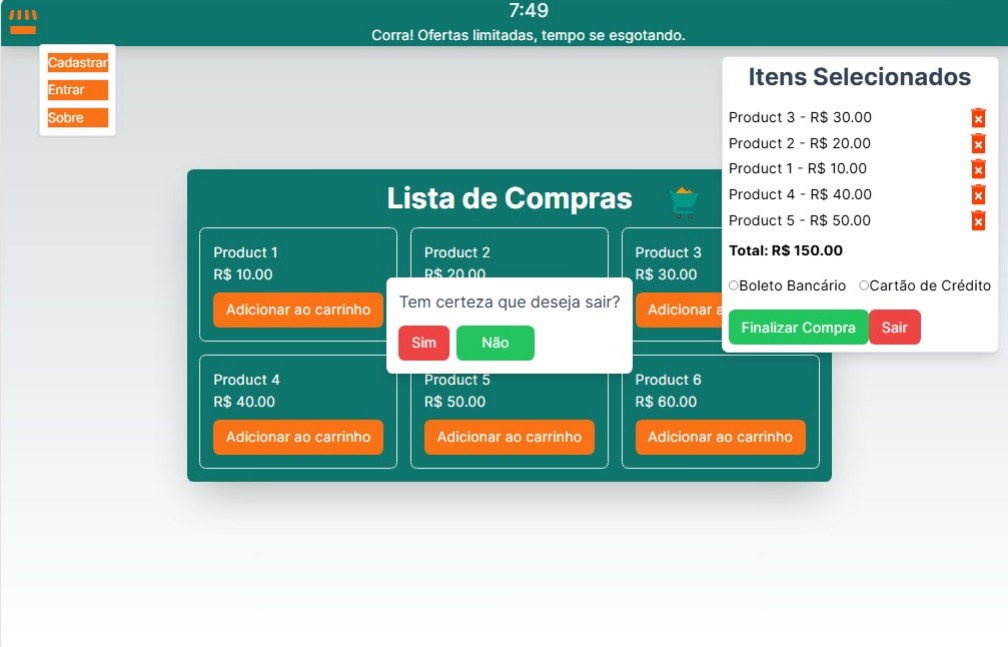 7:49
Corra! Ofertas limitadas, tempo se esgotando.
Cadastrar
Entrar
Sobre
Itens Selecionados
Product 3 - R$ 30.00
Product 2 - R$ 20.00
Product 1 - R$ 10.00
Product 4 - R$ 40.00
Product 5 - R$ 50.00
Total: R$ 150.00
Boleto Bancário Cartão de Crédito
Finalizar Compra Sair
Lista de Compras
Product 1
R$ 10.00
Adicionar ao carrinho
Product 2
R$ 20.00
Product 3
R$ 30.00
Adicionar a
Tem certeza que deseja sair?
Sim Não
Product 4
R$ 40.00
Adicionar ao carrinho
Product 5
R$ 50.00
Adicionar ao carrinho
Product 6
R$ 60.00
Adicionar ao carrinho